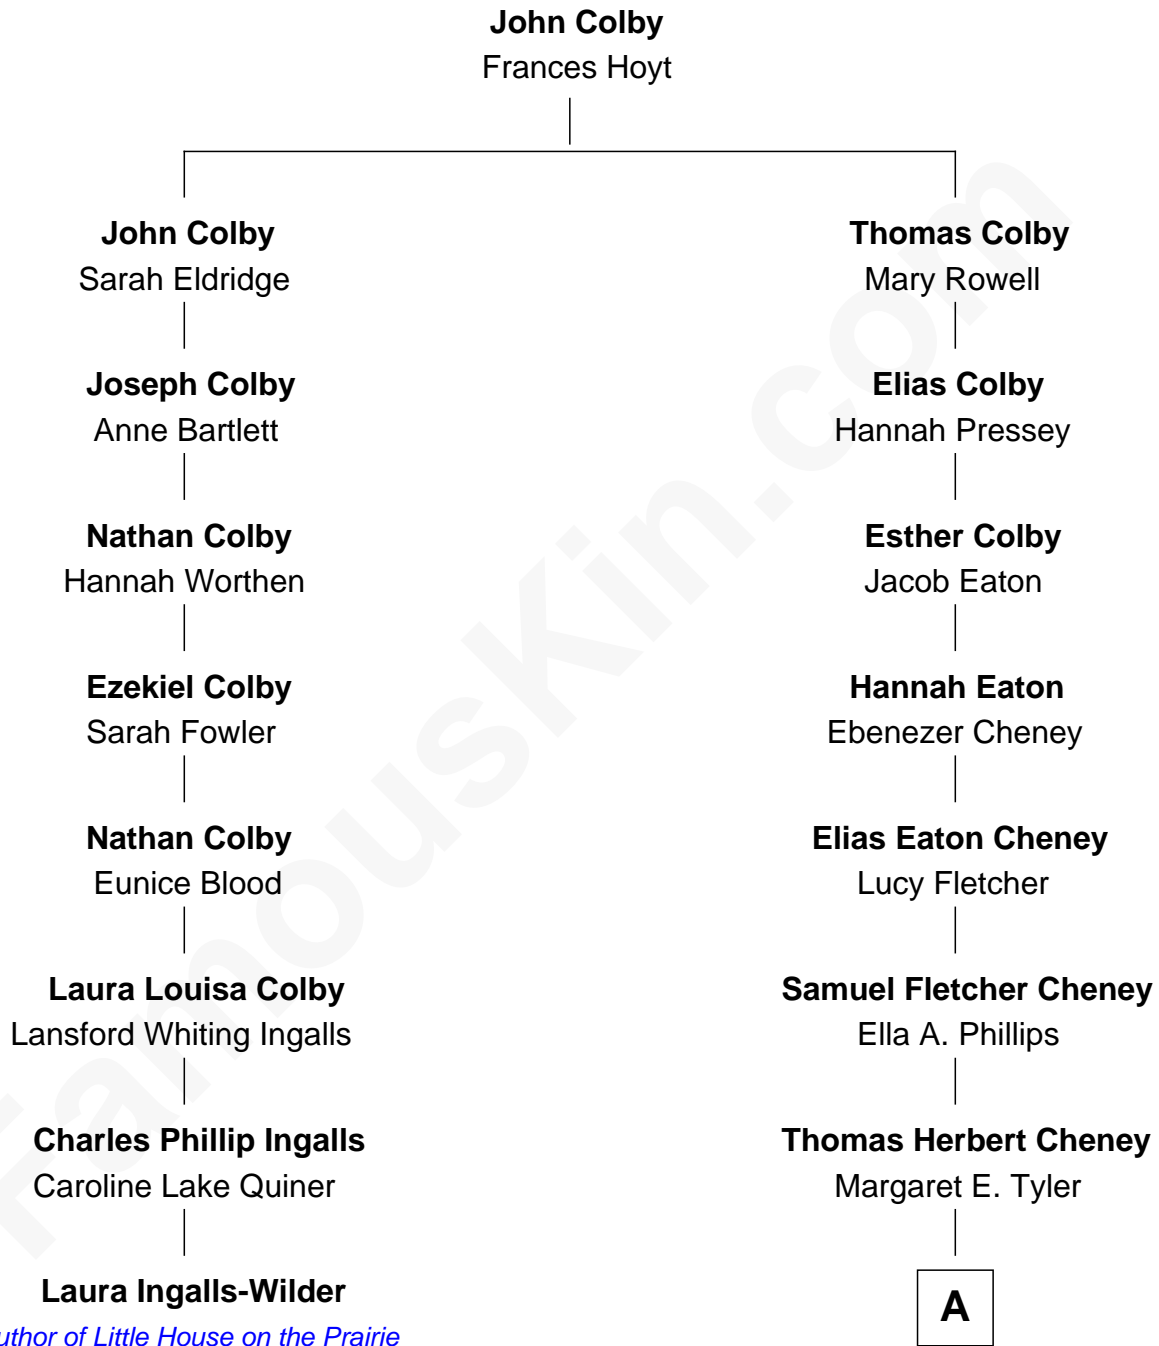 John Colby
Frances Hoyt
John Colby
Sarah Eldridge
Thomas Colby
Mary Rowell
Joseph Colby
Anne Bartlett
Elias Colby
Hannah Pressey
Nathan Colby
Hannah Worthen
Esther Colby
Jacob Eaton
Ezekiel Colby
Sarah Fowler
Hannah Eaton
Ebenezer Cheney
Nathan Colby
Eunice Blood
Elias Eaton Cheney
Lucy Fletcher
Laura Louisa Colby
Lansford Whiting Ingalls
Samuel Fletcher Cheney
Ella A. Phillips
Charles Phillip Ingalls
Caroline Lake Quiner
Thomas Herbert Cheney
Margaret E. Tyler
Laura Ingalls-Wilder
uthor of Little House on the Prairie
A
FamousKin.com